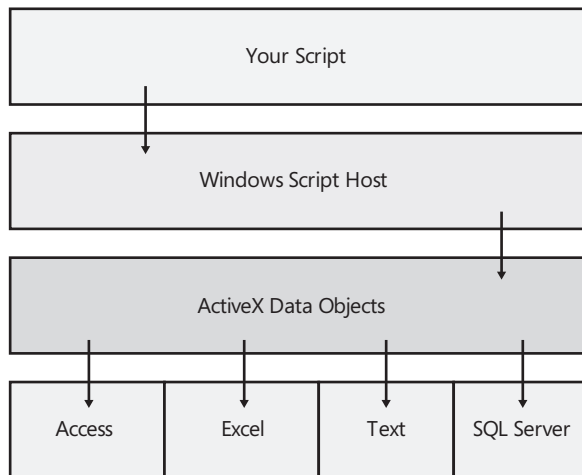 Your Script
Windows Script Host
ActiveX Data Objects
Access
Excel
Text
SQL Server